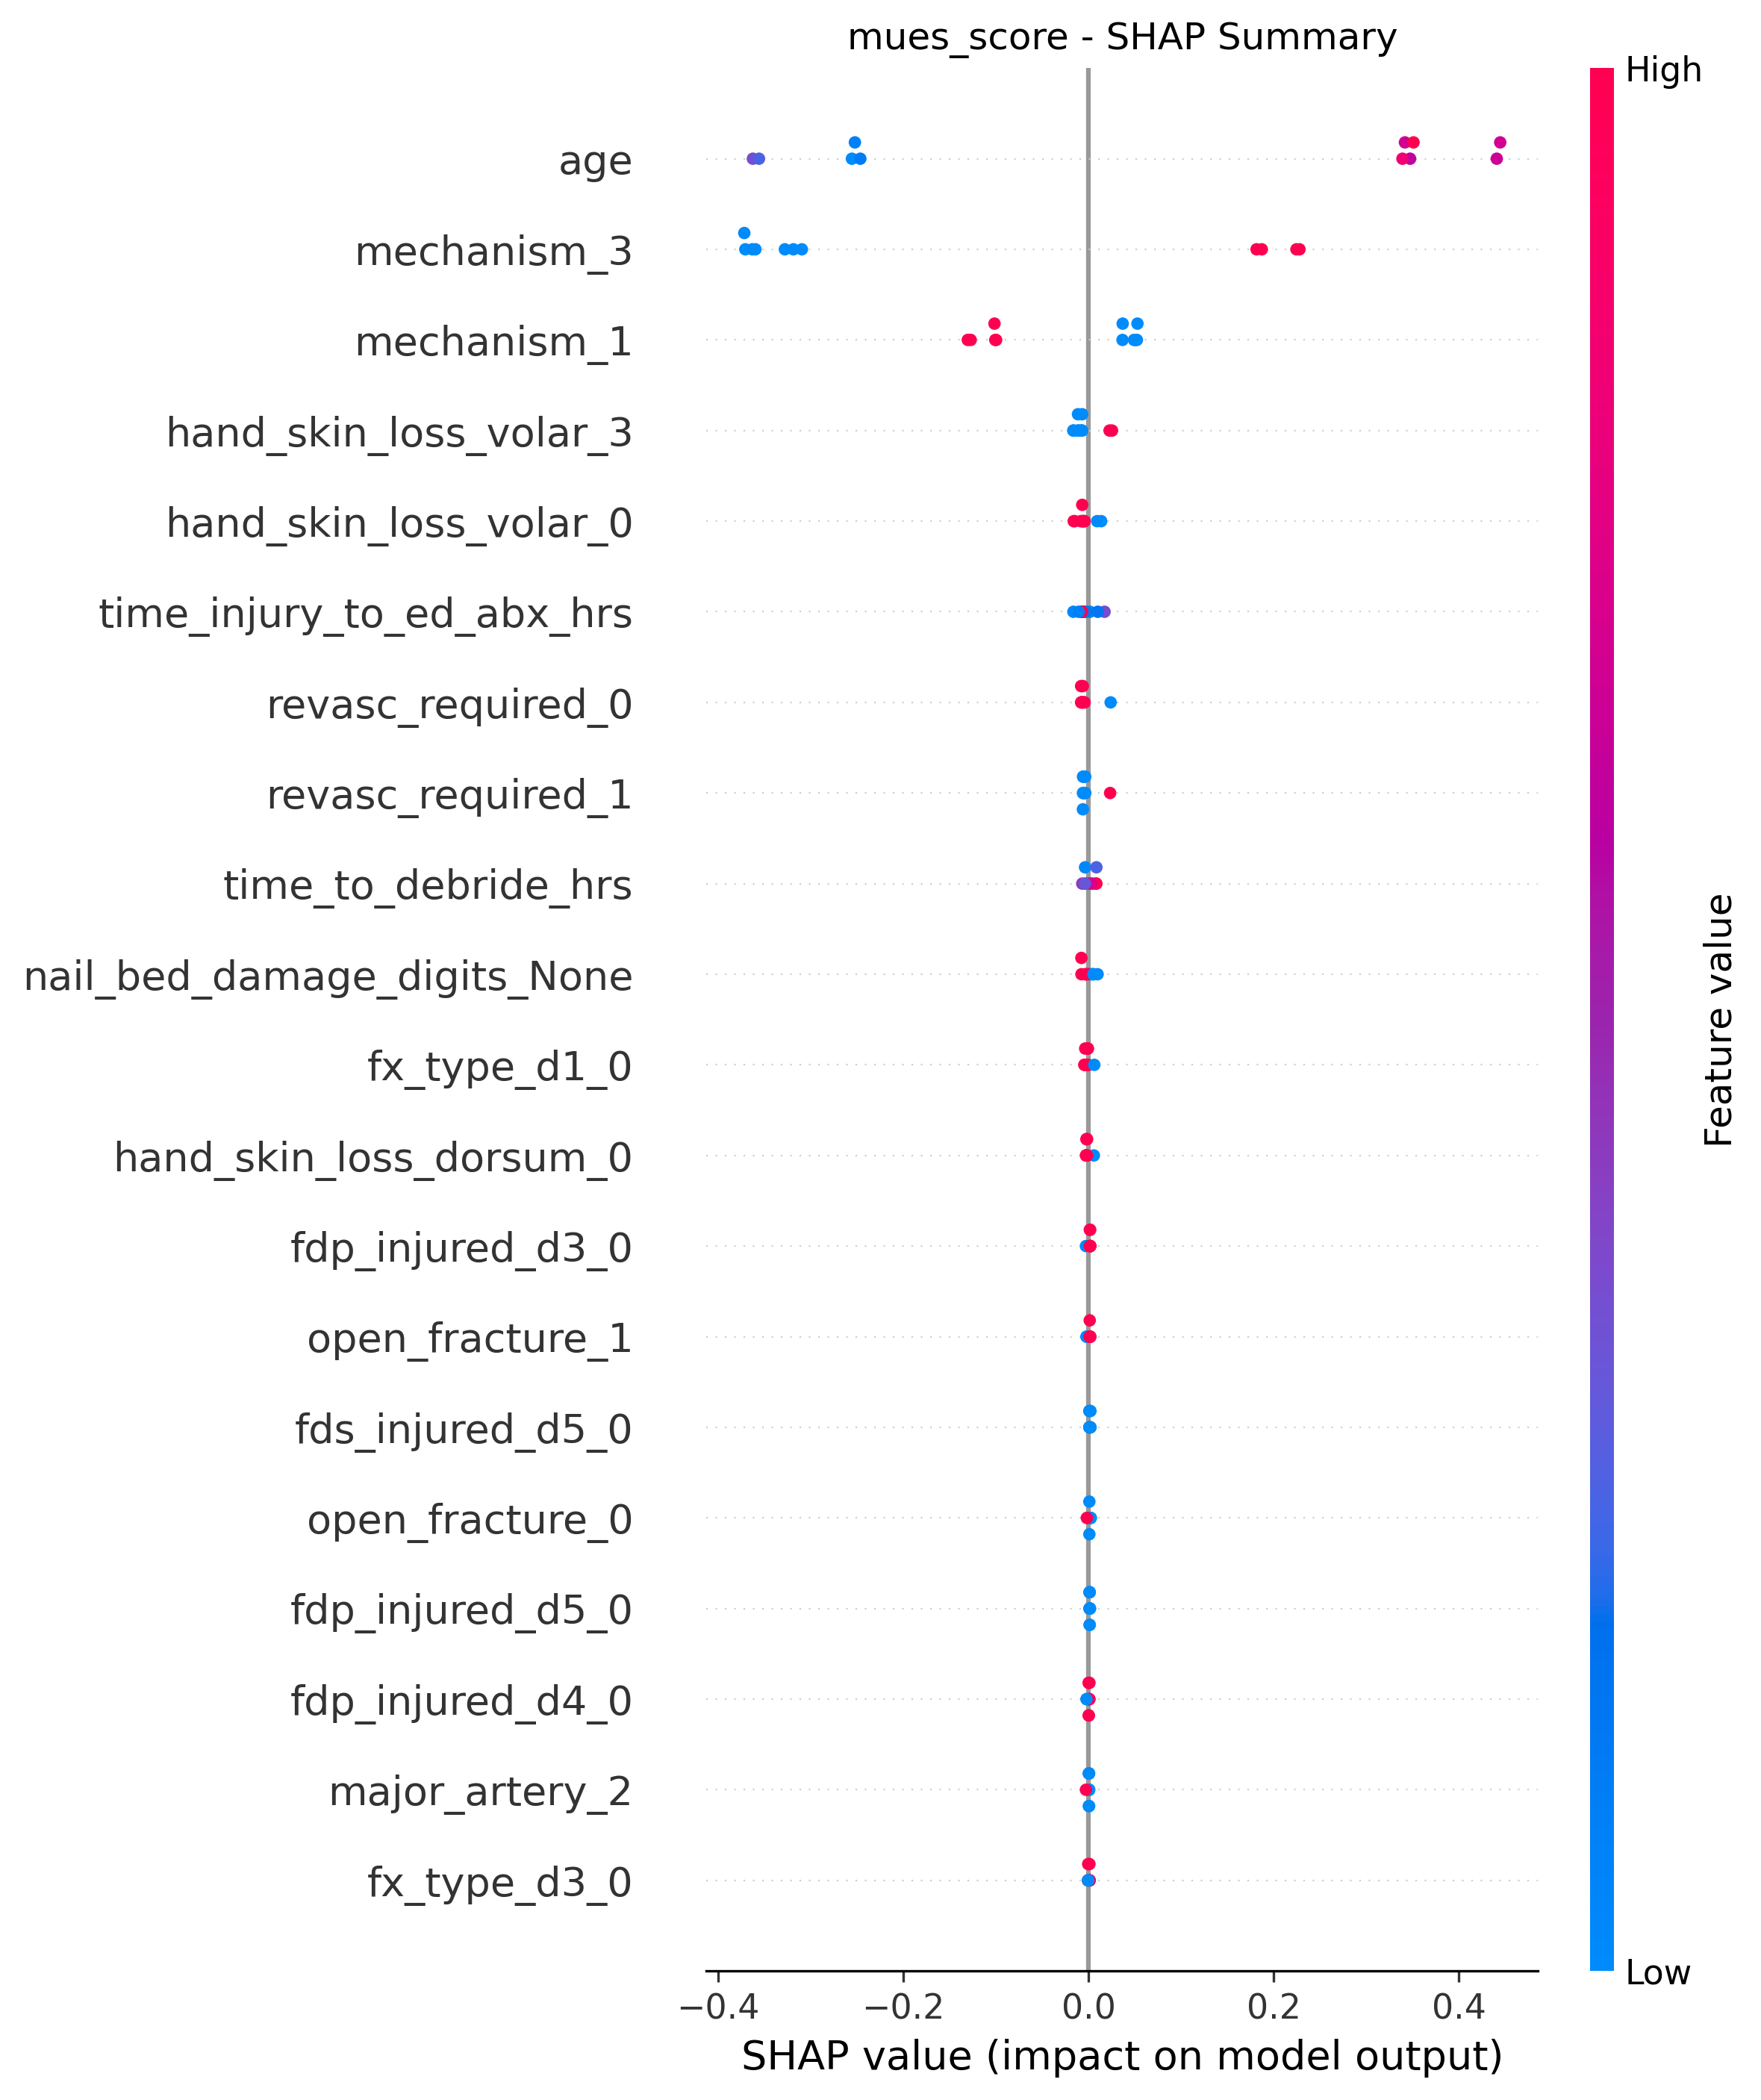 mues_score - SHAP Summary
High
age
mechanism_3
mechanism_1
hand_skin_loss_volar_3
hand_skin_loss_volar_0
time_injury_to_ed_abx_hrs
revasc_required_0
revasc_required_1
time_to_debride_hrs
nail_bed_damage_digits_None
fx_type_d1_0
hand_skin_loss_dorsum_0
fdp_injured_d3_0
open_fracture_1
fds_injured_d5_0
open_fracture_0
fdp_injured_d5_0
fdp_injured_d4_0
major_artery_2
fx_type_d3_0
Feature value
Low
−0.4 −0.2 0.0 0.2 0.4
SHAP value (impact on model output)